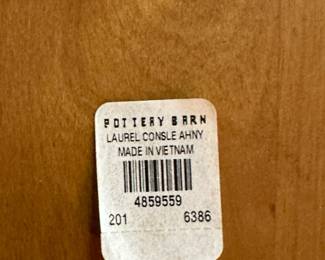 POTTERY BARN
LAUREL CONSLE AHNY
MADE IN VIETNAM
4859559
201 6386